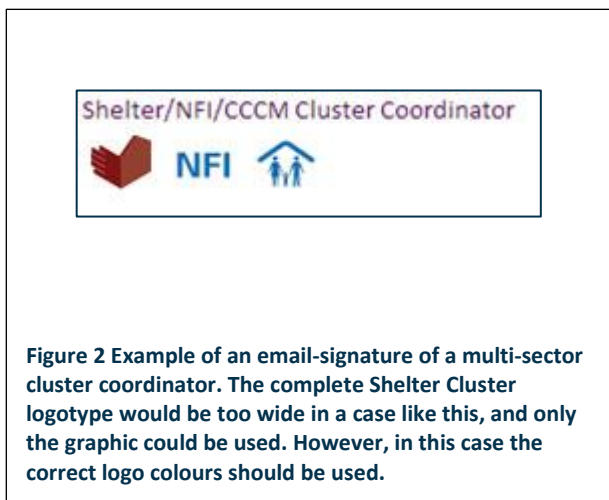 Shelter/NFI/CCCM Cluster Coordinator
NFI
Figure 2 Example of an email-signature of a multi-sector
cluster coordinator. The complete Shelter Cluster
logotype would be too wide in a case like this, and only
the graphic could be used. However, in this case the
correct logo colours should be used.